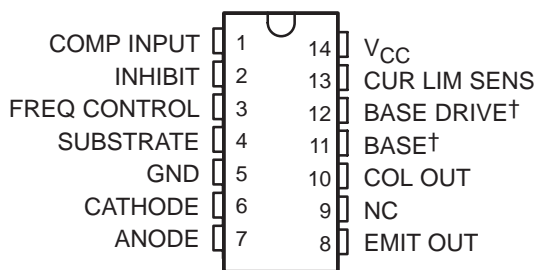 COMP INPUT 1 14 VCC
INHIBIT 2 13 CUR LIM SENS
FREQ CONTROL 3 12 BASE DRIVE†
SUBSTRATE 4 11 BASE†
GND 5 10 COL OUT
CATHODE 6 9 NC
ANODE 7 8 EMIT OUT